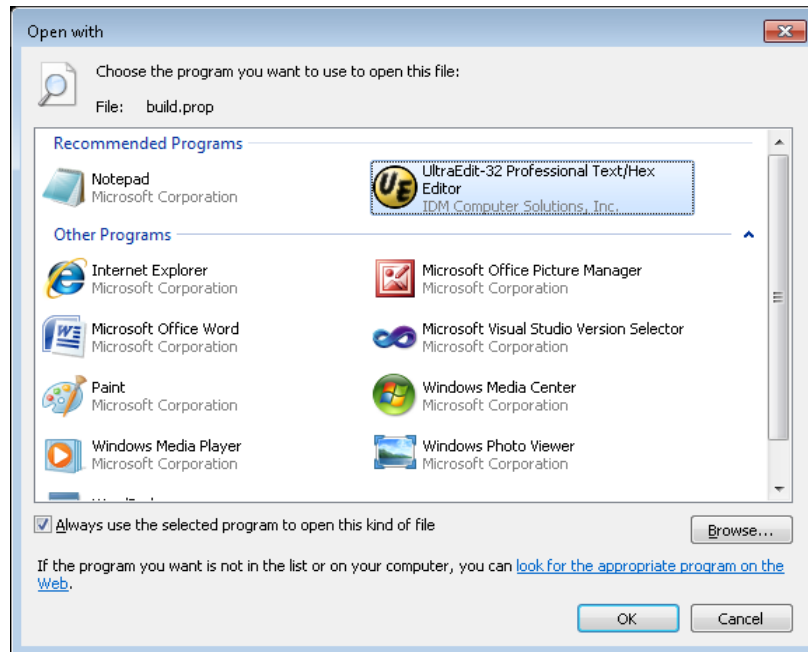 Open with
Choose the program you want to use to open this file:
File: build.prop
Recommended Programs
Notepad
Microsoft Corporation
UltraEdit-32 Professional Text/Hex
Editor
IDM Computer Solutions, Inc.
Other Programs
Internet Explorer
Microsoft Corporation
Microsoft Office Picture Manager
Microsoft Corporation
Microsoft Office Word
Microsoft Corporation
Microsoft Visual Studio Version Selector
Microsoft Corporation
Paint
Microsoft Corporation
Windows Media Center
Microsoft Corporation
Windows Media Player
Microsoft Corporation
Windows Photo Viewer
Microsoft Corporation
Always use the selected program to open this kind of file
Browse...
If the program you want is not in the list or on your computer, you can look for the appropriate program on the
Web.
OK
Cancel